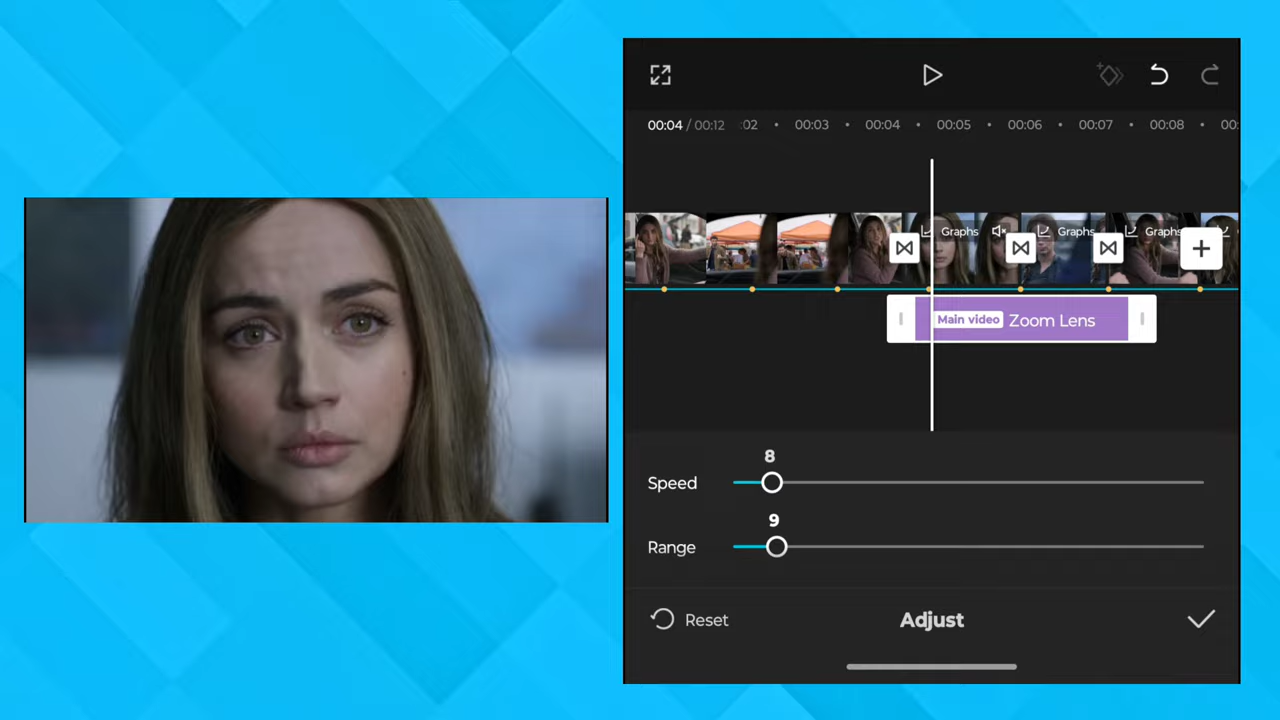 00:04 / 00:12 02 00:03 00:04 00:05 00:06 00:07 00:08 00:
Graphs Graphs Graphs
Main video Zoom Lens
8
Speed
9
Range
Reset Adjust